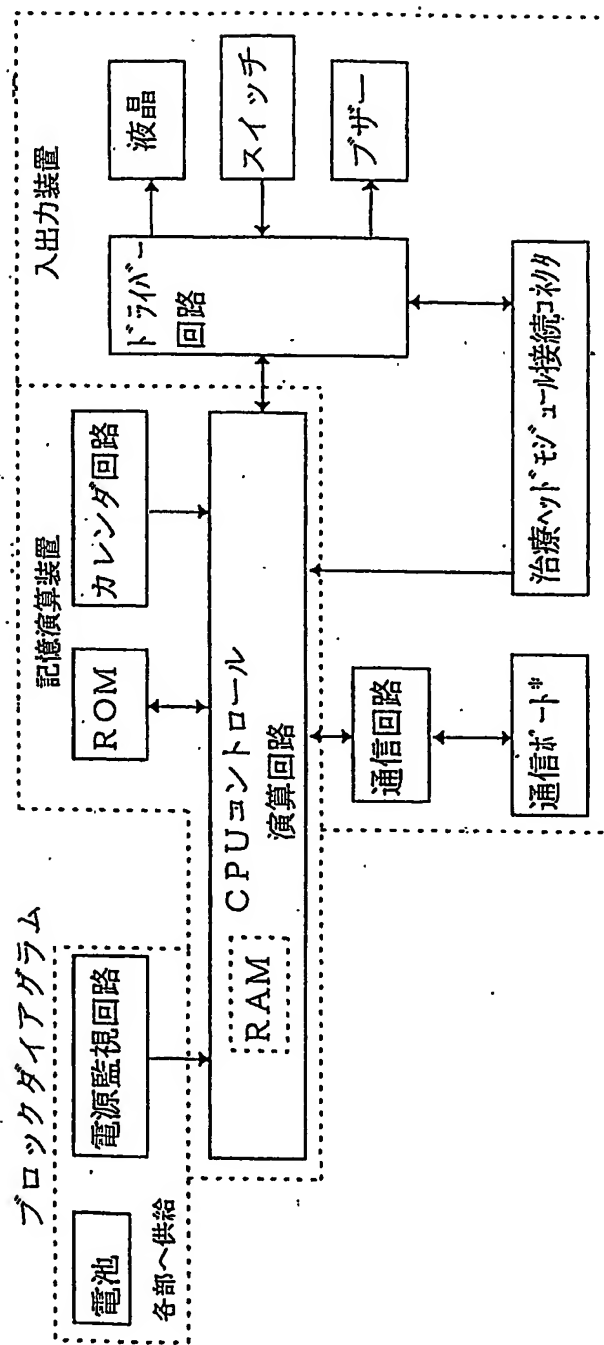 ブロックダイアグラム
電池
各部へ供給
電源監視回路
記憶演算装置
ROM
カレンダ回路
RAM
CPUコントロール
演算回路
入出力装置
ドライバー
回路
液晶
スイッチ
ブザー
通信回路
通信ポート*
治療ヘッドモジュール接続コネクタ